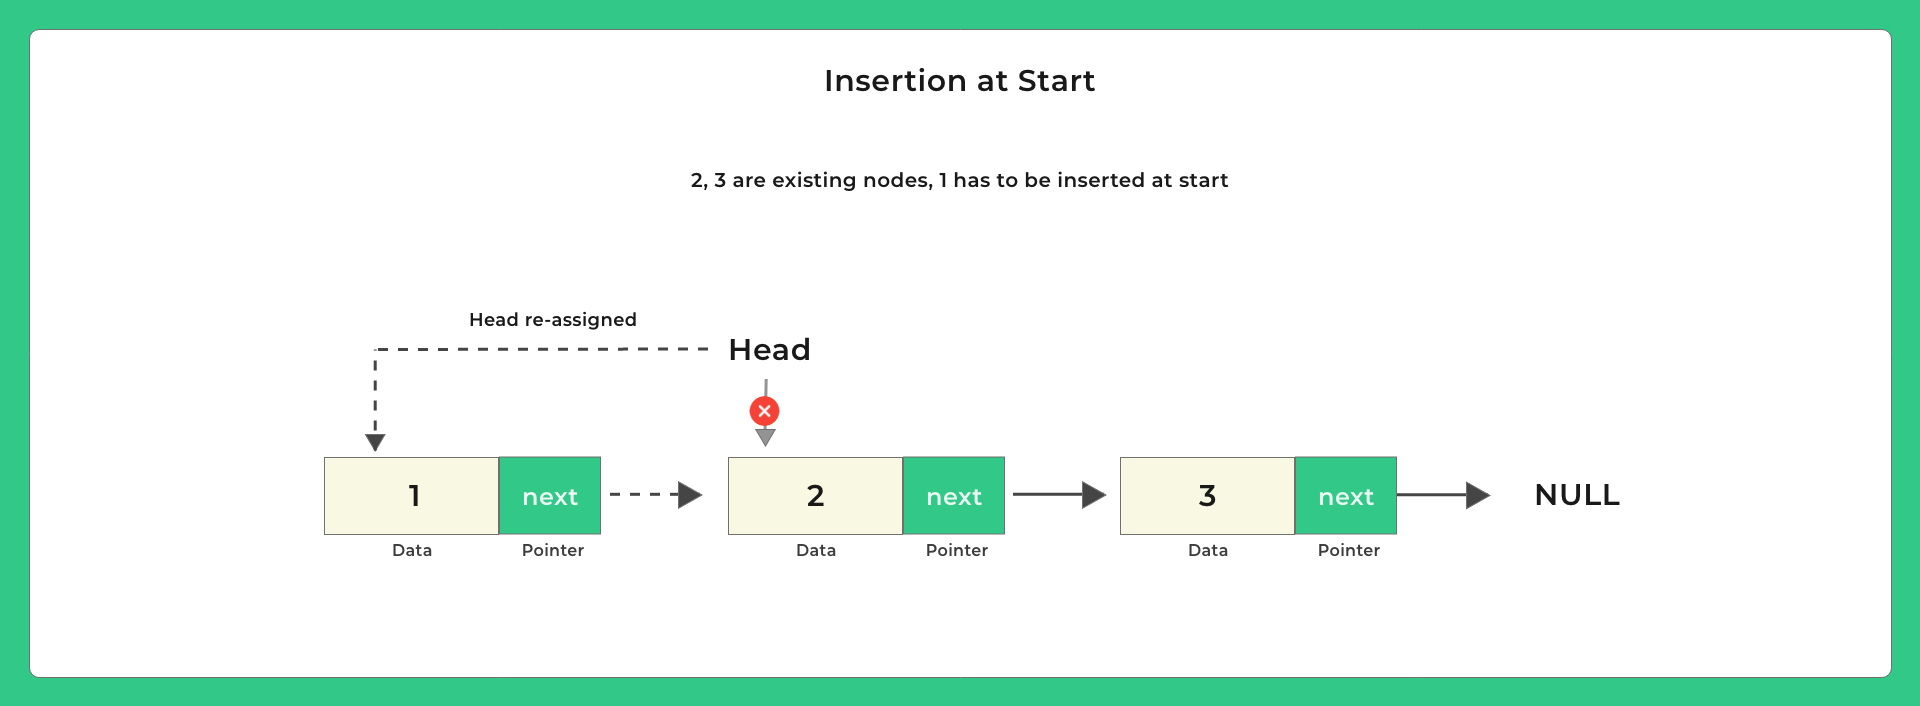 Insertion at Start
2, 3 are existing nodes, 1 has to be inserted at start
Head re-assigned
Head
1 next
2 next
3 next
NULL
Data Pointer
Data Pointer
Data Pointer